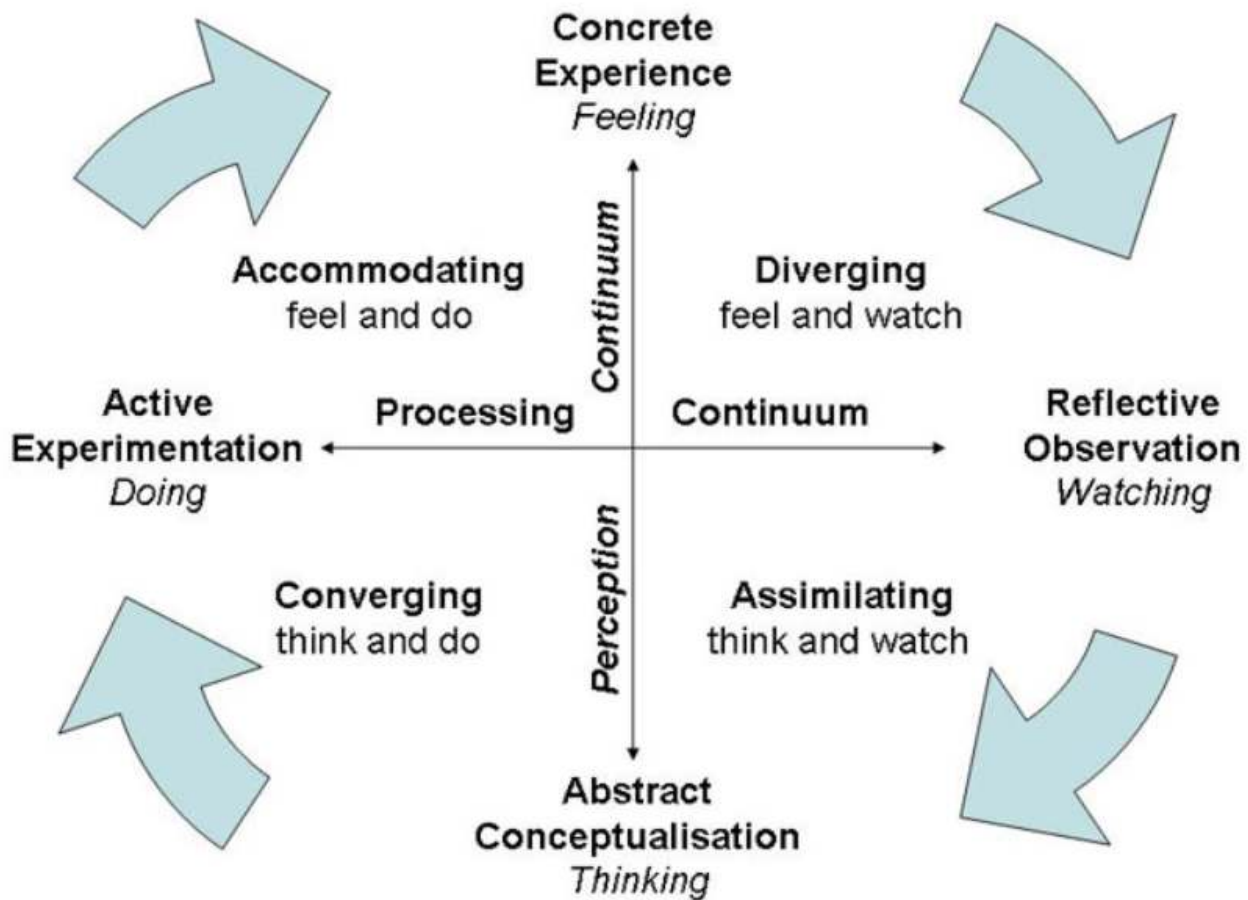 Concrete
Experience
Feeling
Continuum
Accommodating
feel and do
Diverging
feel and watch
Active
Experimentation
Doing
Processing
Continuum
Reflective
Observation
Watching
Perception
Converging
think and do
Assimilating
think and watch
Abstract
Conceptualisation
Thinking